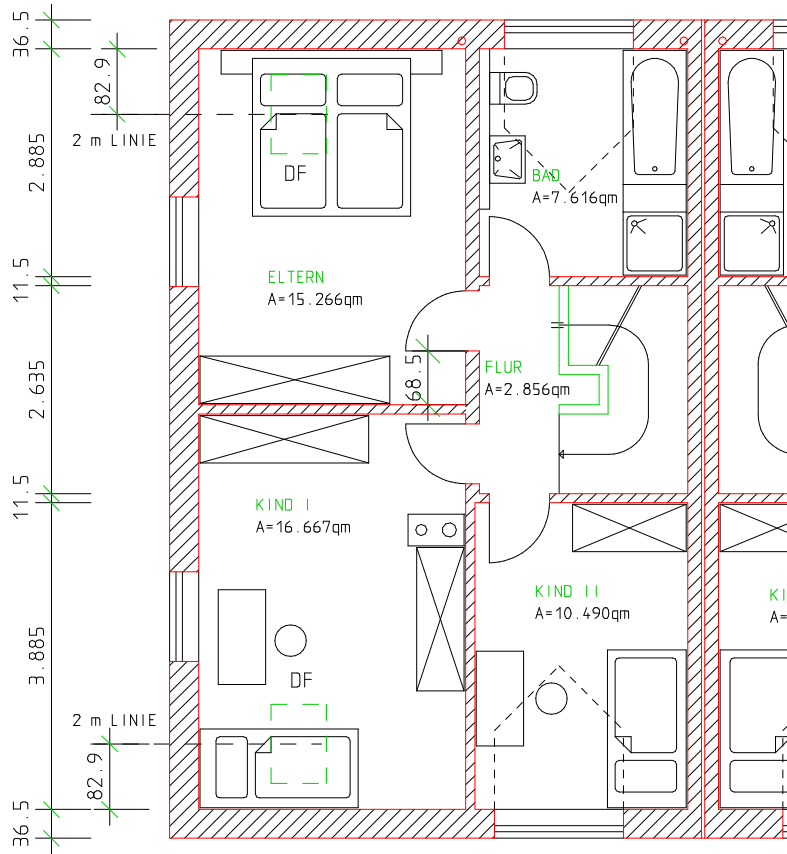 36.5
82.9
2 m LINIE
2.885
DF
BAD
A=7.616qm
11.5
ELTERN
A=15.266qm
68.5
FLUR
A=2.856qm
2.635
11.5
KIND I
A=16.667qm
KIND II
A=10.490qm
KI
A=
3.885
DF
2 m LINIE
82.9
36.5